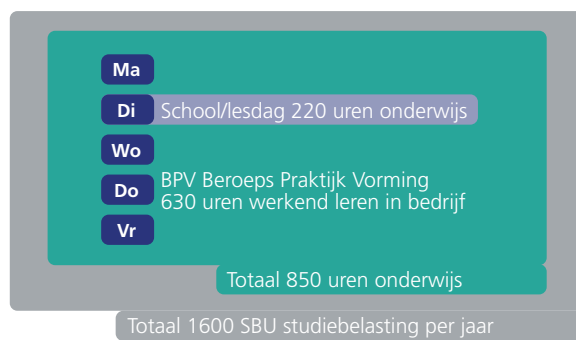 Ma
Di School/lesdag 220 uren onderwijs
Wo
Do BPV Beroeps Praktijk Vorming
630 uren werkend leren in bedrijf
Vr
Totaal 850 uren onderwijs
Totaal 1600 SBU studiebelasting per jaar